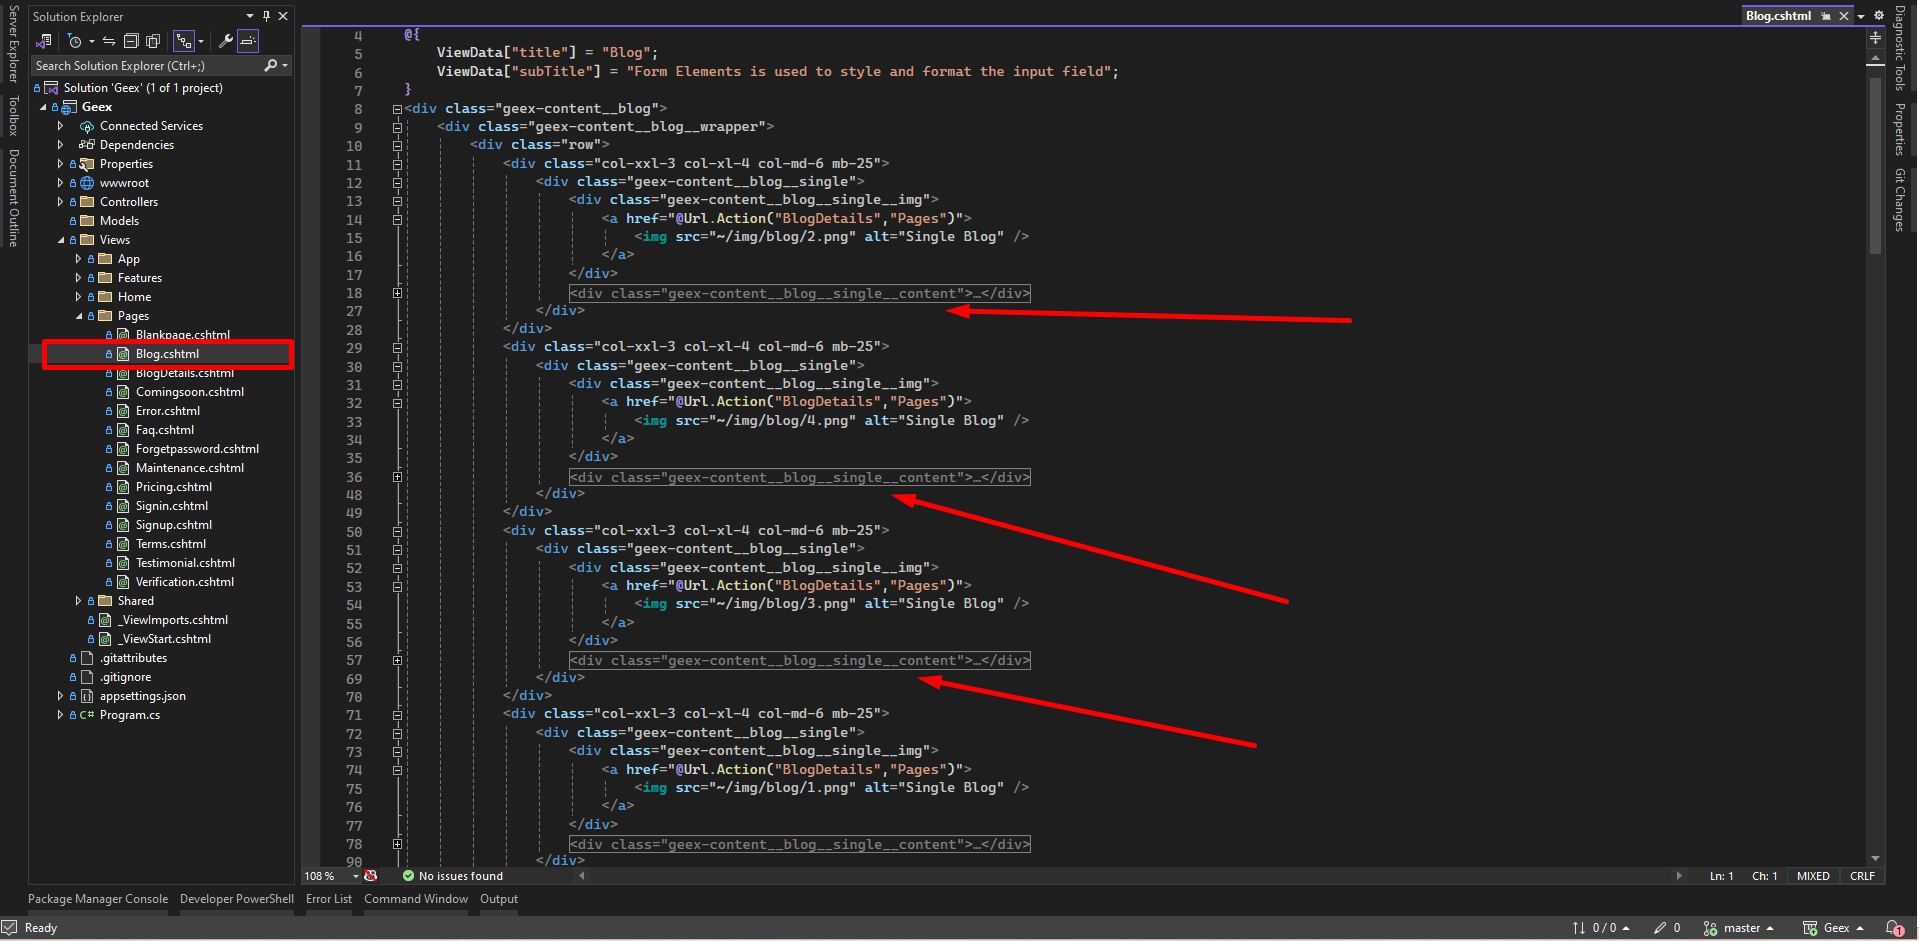 Server Explorer
Toolbox
Document Outline
Solution Explorer
Search Solution Explorer (Ctrl+;)
Solution 'Geex' (1 of 1 project)
Geex
Connected Services
Dependencies
Properties
wwwroot
Controllers
Models
Views
App
Features
Home
Pages
Blankpage.cshtml
Blog.cshtml
BlogDetails.cshtml
Comingsoon.cshtml
Error.cshtml
Faq.cshtml
Forgetpassword.cshtml
Maintenance.cshtml
Pricing.cshtml
Signin.cshtml
Signup.cshtml
Terms.cshtml
Testimonial.cshtml
Verification.cshtml
Shared
_ViewImports.cshtml
_ViewStart.cshtml
.gitattributes
.gitignore
appsettings.json
C# Program.cs
Blog.cshtml
4 @{
5 ViewData["title"] = "Blog";
6 ViewData["subTitle"] = "Form Elements is used to style and format the input field";
7 }
8 <div class="geex-content__blog">
9 <div class="geex-content__blog__wrapper">
10 <div class="row">
11 <div class="col-xxl-3 col-xl-4 col-md-6 mb-25">
12 <div class="geex-content__blog__single">
13 <div class="geex-content__blog__single__img">
14 <a href="@Url.Action("BlogDetails","Pages")">
15 <img src="~/img/blog/2.png" alt="Single Blog" />
16 </a>
17 </div>
18 <div class="geex-content__blog__single__content">…</div>
27 </div>
28 </div>
29 <div class="col-xxl-3 col-xl-4 col-md-6 mb-25">
30 <div class="geex-content__blog__single">
31 <div class="geex-content__blog__single__img">
32 <a href="@Url.Action("BlogDetails","Pages")">
33 <img src="~/img/blog/4.png" alt="Single Blog" />
34 </a>
35 </div>
36 <div class="geex-content__blog__single__content">…</div>
48 </div>
49 </div>
50 <div class="col-xxl-3 col-xl-4 col-md-6 mb-25">
51 <div class="geex-content__blog__single">
52 <div class="geex-content__blog__single__img">
53 <a href="@Url.Action("BlogDetails","Pages")">
54 <img src="~/img/blog/3.png" alt="Single Blog" />
55 </a>
56 </div>
57 <div class="geex-content__blog__single__content">…</div>
69 </div>
70 </div>
71 <div class="col-xxl-3 col-xl-4 col-md-6 mb-25">
72 <div class="geex-content__blog__single">
73 <div class="geex-content__blog__single__img">
74 <a href="@Url.Action("BlogDetails","Pages")">
75 <img src="~/img/blog/1.png" alt="Single Blog" />
76 </a>
77 </div>
78 <div class="geex-content__blog__single__content">…</div>
90 </div>
108 % No issues found Ln: 1 Ch: 1 MIXED CRLF
Diagnostic Tools
Properties
Git Changes
Package Manager Console Developer PowerShell Error List Command Window Output
Ready 0 / 0 0 master Geex 1